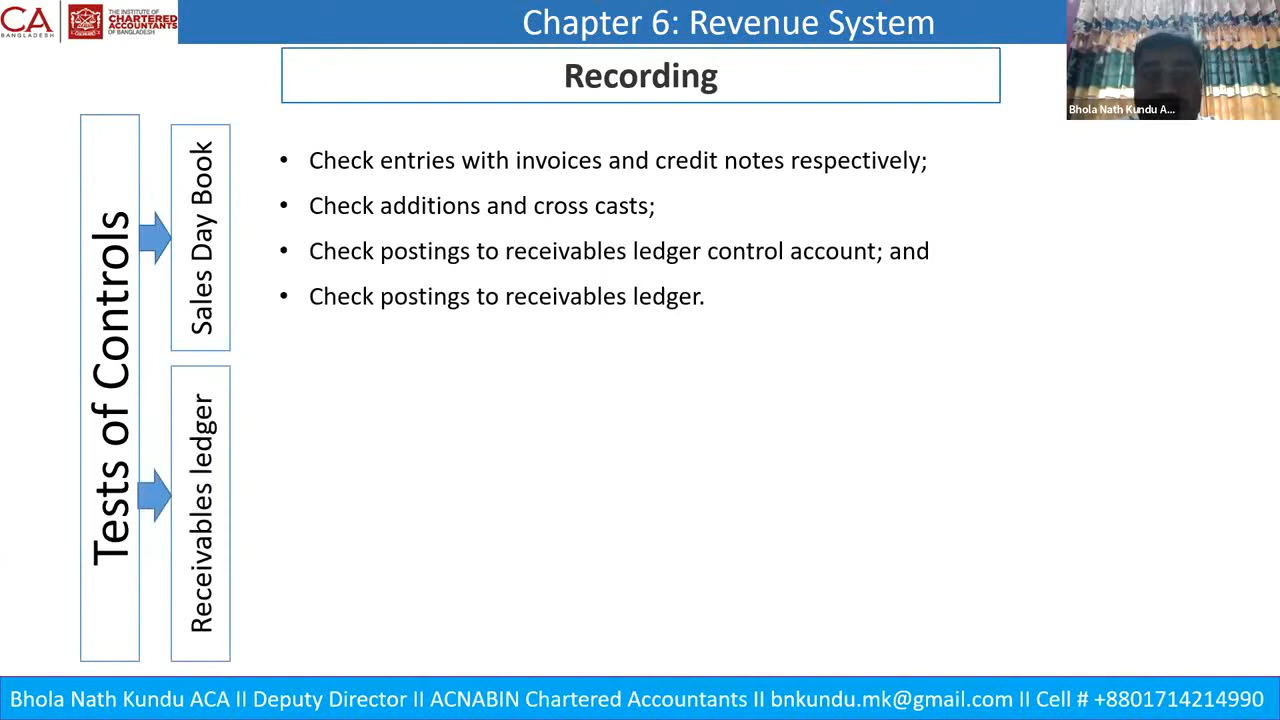 CA
BANGLADESH
THE INSTITUTE OF
CHARTERED
ACCOUNTANTS
OF BANGLADESH
Chapter 6: Revenue System
Bhola Nath Kundu A...
Recording
Tests of Controls
Sales Day Book
• Check entries with invoices and credit notes respectively;
• Check additions and cross casts;
• Check postings to receivables ledger control account; and
• Check postings to receivables ledger.
Receivables ledger
Bhola Nath Kundu ACA II Deputy Director II ACNABIN Chartered Accountants II bnkundu.mk@gmail.com II Cell # +8801714214990